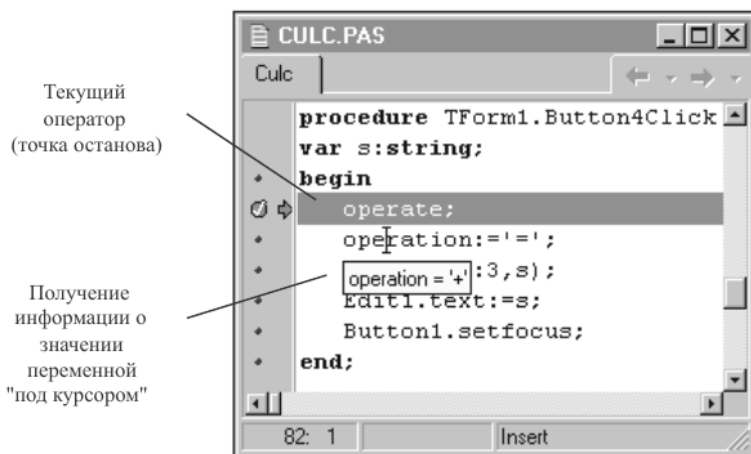 CULC.PAS
Culc
Текущий
оператор
(точка останова)
procedure TForm1.Button4Click
var s:string;
begin
operate;
operation:='=';
operation = '+'
:3,s);
Edit1.text:=s;
Button1.setfocus;
end;
Получение
информации о
значении
переменной
"под курсором"
82: 1
Insert